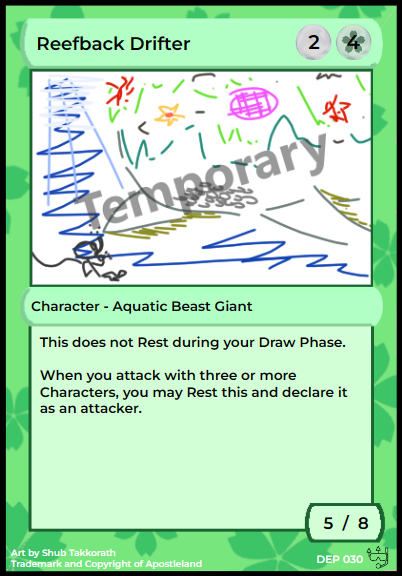 Reefback Drifter
2 4
Temporary
Character - Aquatic Beast Giant
This does not Rest during your Draw Phase.
When you attack with three or more
Characters, you may Rest this and declare it
as an attacker.
5 / 8
Art by Shub Takkorath
Trademark and Copyright of Apostleland
DEP 030